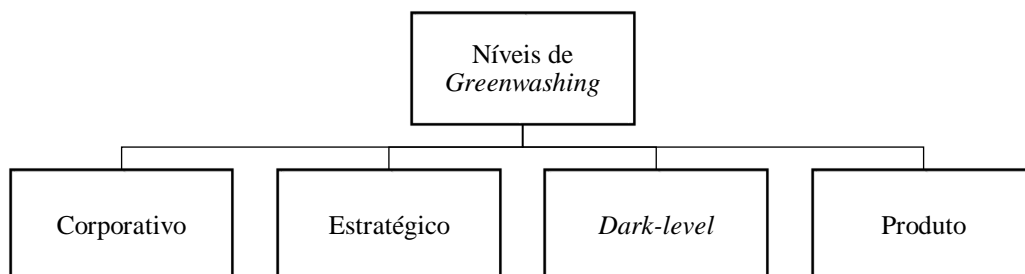 Níveis de
Greenwashing
Corporativo
Estratégico
Dark-level
Produto